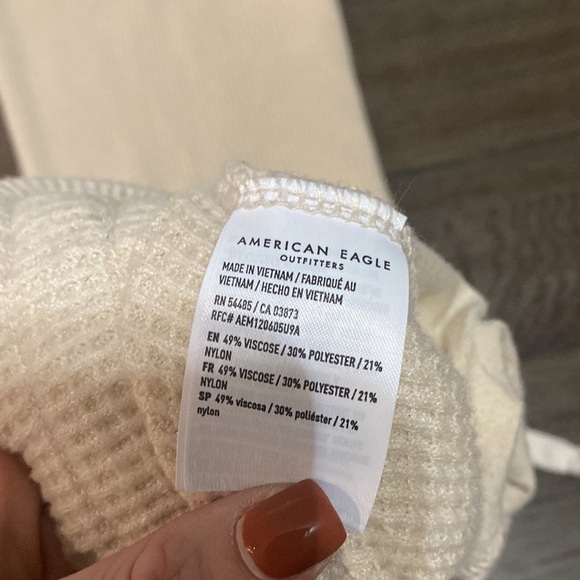 AMERICAN EAGLE
OUTFITTERS
MADE IN VIETNAM / FABRIQUÉ AU
VIETNAM / HECHO EN VIETNAM
RN 54485 / CA 03873
RFC# AEM120605U9A
EN 49% VISCOSE / 30% POLYESTER / 21%
NYLON
FR 49% VISCOSE / 30% POLYESTER / 21%
NYLON
SP 49% viscosa / 30% poliéster / 21%
nylon